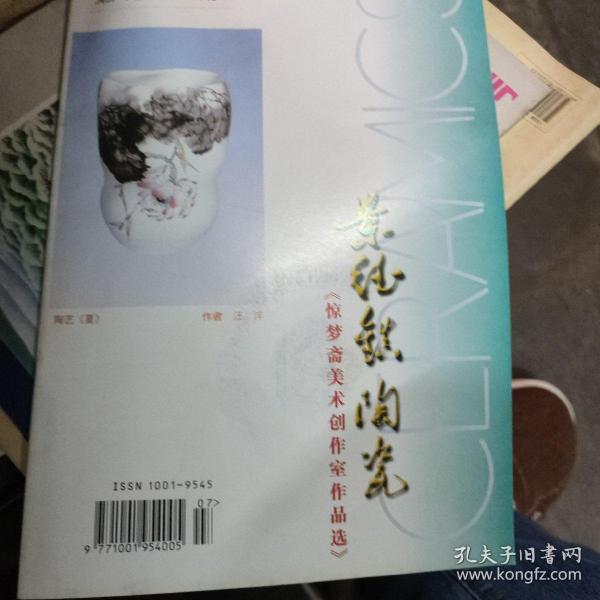 CERAMICS
陶艺《夏》
作者 汪 洋
景德镇陶瓷
《惊梦斋美术创作室作品选》
ISSN 1001-9545
07>
9 771001 954005
孔夫子旧书网
www.kongfz.com